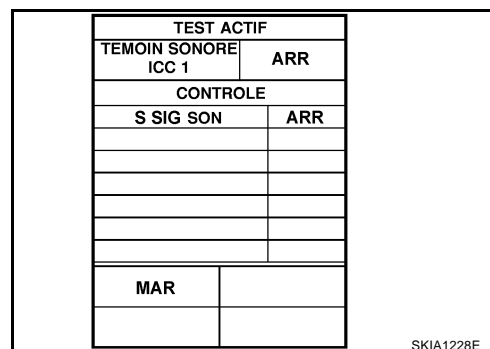 TEST ACTIF
TEMOIN SONORE
ICC 1
ARR
CONTROLE
S SIG SON ARR
MAR
SKIA1228E